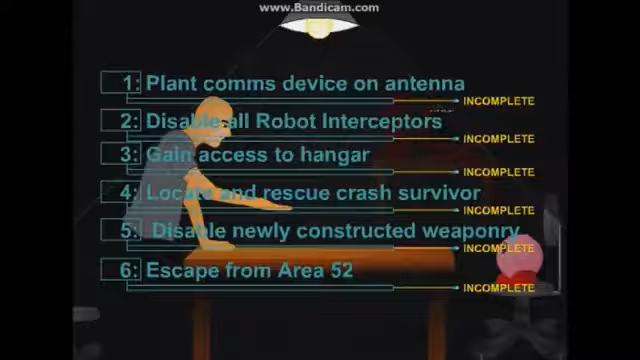 www.Bandicam.com
1: Plant comms device on antenna
INCOMPLETE
2: Disable all Robot Interceptors
INCOMPLETE
3: Gain access to hangar
INCOMPLETE
4: Locate and rescue crash survivor
INCOMPLETE
5: Disable newly constructed weaponry
INCOMPLETE
6: Escape from Area 52
INCOMPLETE